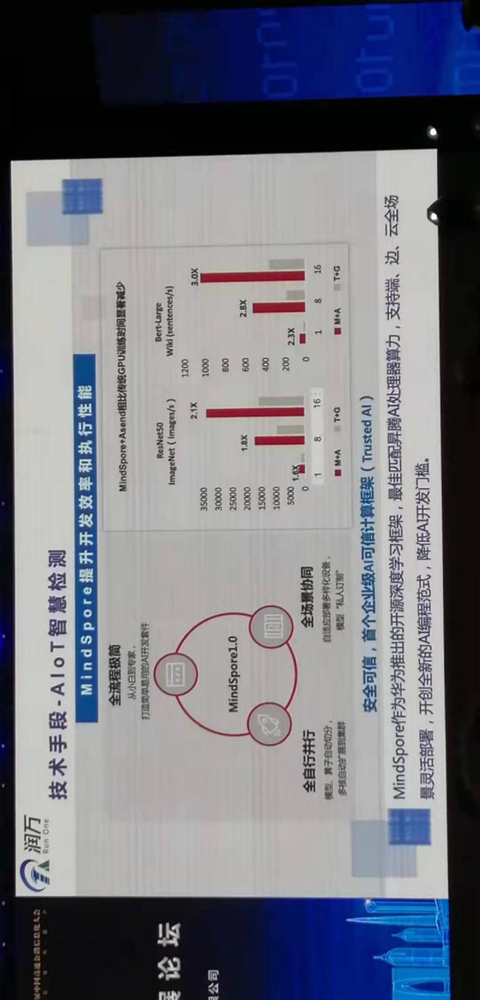 润万
Run One
技术手段-AIoT智慧检测
MindSpore提升开发效率和执行性能
全流程极简
从小白到专家，
打造简单易用的AI开发套件
MindSpore1.0
全自行并行
模型、算子自动切分，
多核自动扩展到集群
全场景协同
自适应部署多样化设备，
模型“私人订制”
MindSpore+Asend相比传统GPU训练时间显著减少
ResNet50
ImageNet（Images/s）
35000
30000
25000
20000
15000
10000
5000
0
1.6X
1.8X
2.1X
1 8 16
M+A T+G
Bert-Large
Wiki (sentences/s)
1200
1000
800
600
400
200
0
2.3X
2.8X
3.0X
1 8 16
M+A T+G
安全可信，首个企业级AI可信计算框架（Trusted AI）
MindSpore作为华为推出的开源深度学习框架，最佳匹配昇腾AI处理器算力，支持端、边、云全场
景灵活部署，开创全新的AI编程范式，降低AI开发门槛。
中国高速公路信息化大会
展论坛
限公司